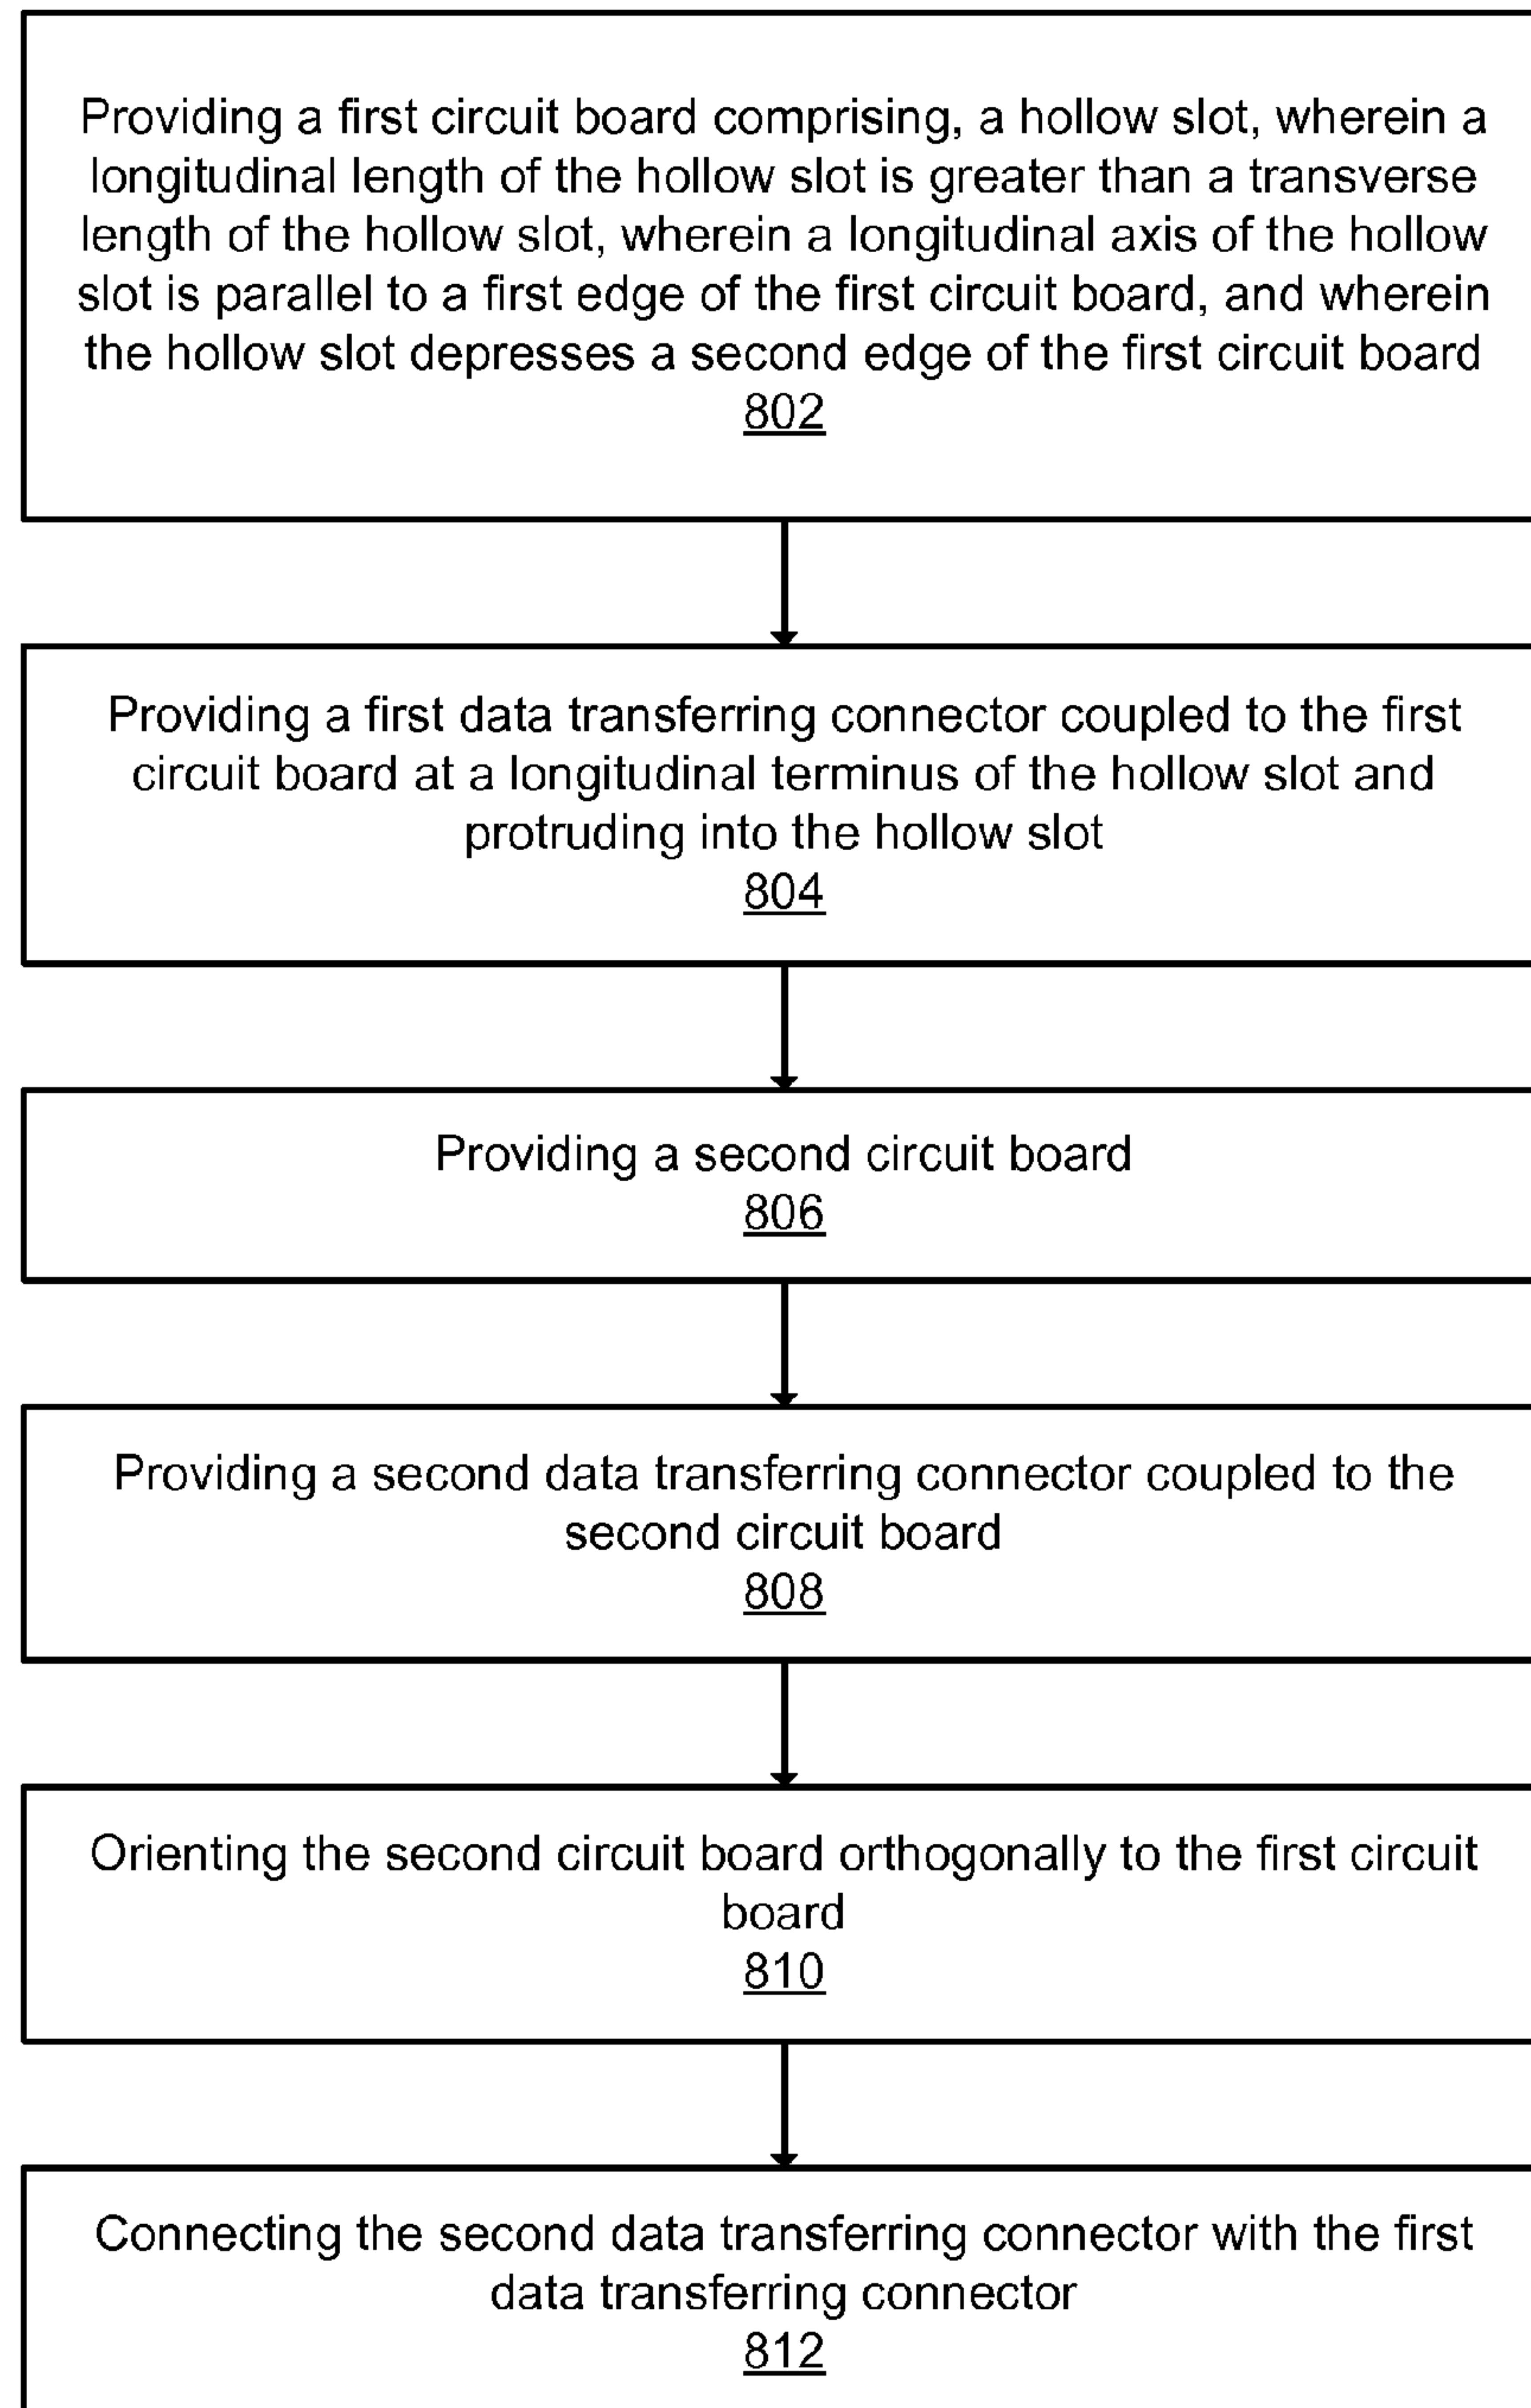 Providing a first circuit board comprising, a hollow slot, wherein a
longitudinal length of the hollow slot is greater than a transverse
length of the hollow slot, wherein a longitudinal axis of the hollow
slot is parallel to a first edge of the first circuit board, and wherein
the hollow slot depresses a second edge of the first circuit board
802
Providing a first data transferring connector coupled to the first
circuit board at a longitudinal terminus of the hollow slot and
protruding into the hollow slot
804
Providing a second circuit board
806
Providing a second data transferring connector coupled to the
second circuit board
808
Orienting the second circuit board orthogonally to the first circuit
board
810
Connecting the second data transferring connector with the first
data transferring connector
812